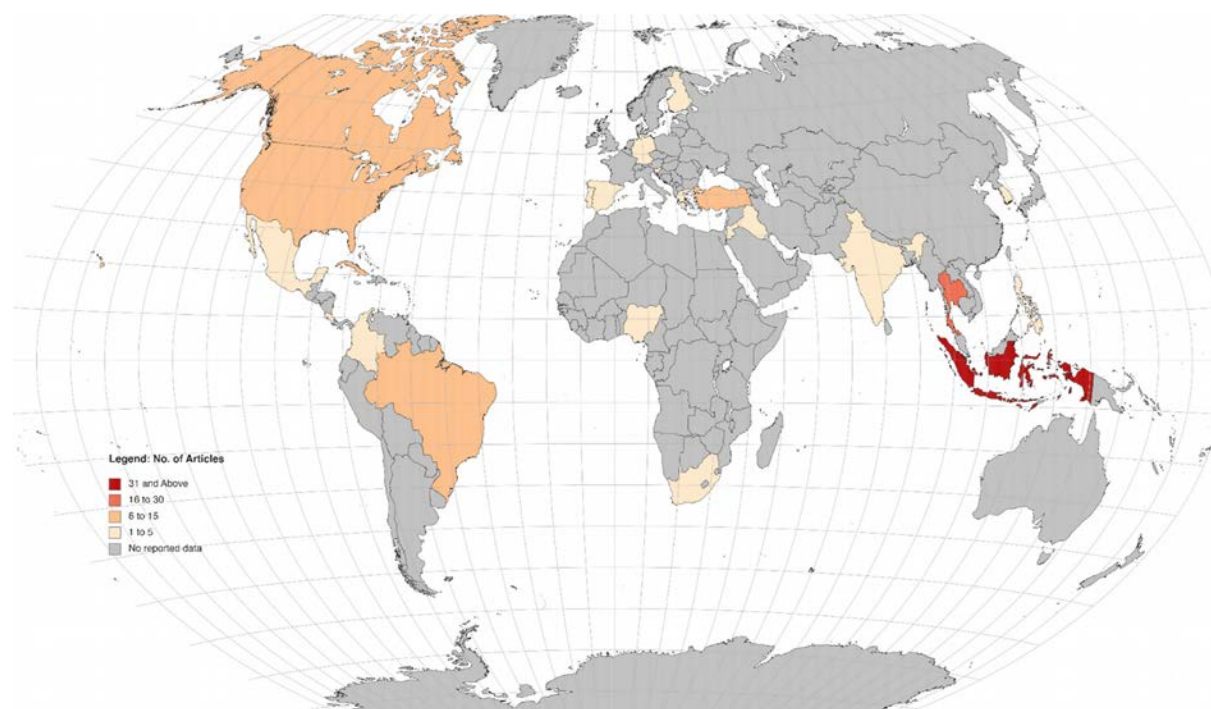 Legend: No. of Articles
31 and Above
16 to 30
6 to 15
1 to 5
No reported data